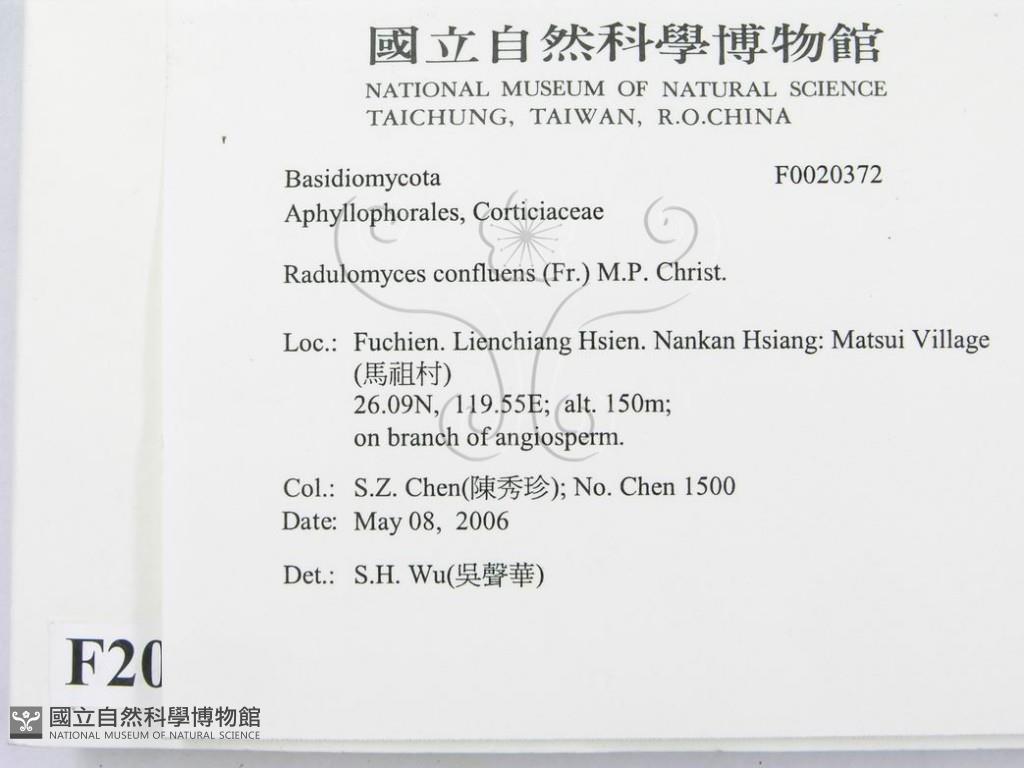 國立自然科學博物館
NATIONAL MUSEUM OF NATURAL SCIENCE
TAICHUNG, TAIWAN, R.O.CHINA
Basidiomycota F0020372
Aphyllophorales, Corticiaceae
Radulomyces confluens (Fr.) M.P. Christ.
Loc.: Fuchien. Lienchiang Hsien. Nankan Hsiang: Matsui Village
(馬祖村)
26.09N, 119.55E; alt. 150m;
on branch of angiosperm.
Col.: S.Z. Chen(陳秀珍); No. Chen 1500
Date: May 08, 2006
Det.: S.H. Wu(吳聲華)
F20
國立自然科學博物館
NATIONAL MUSEUM OF NATURAL SCIENCE